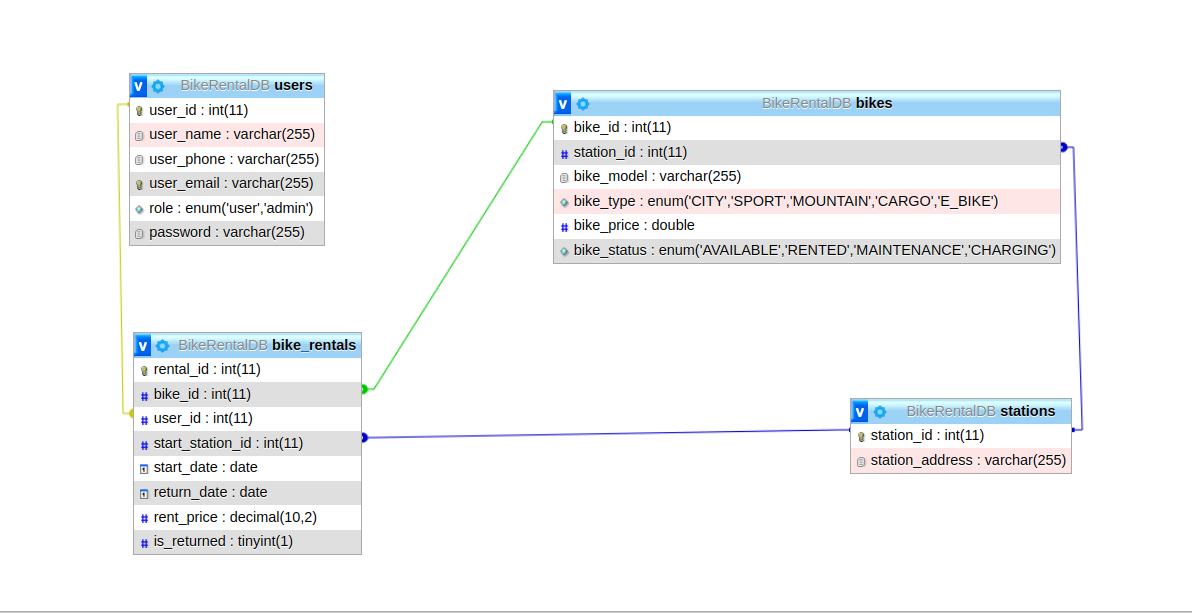 v BikeRentalDB users
user_id : int(11)
user_name : varchar(255)
user_phone : varchar(255)
user_email : varchar(255)
role : enum('user','admin')
password : varchar(255)
v BikeRentalDB bikes
bike_id : int(11)
station_id : int(11)
bike_model : varchar(255)
bike_type : enum('CITY','SPORT','MOUNTAIN','CARGO','E_BIKE')
bike_price : double
bike_status : enum('AVAILABLE','RENTED','MAINTENANCE','CHARGING')
v BikeRentalDB bike_rentals
rental_id : int(11)
bike_id : int(11)
user_id : int(11)
start_station_id : int(11)
start_date : date
return_date : date
rent_price : decimal(10,2)
is_returned : tinyint(1)
v BikeRentalDB stations
station_id : int(11)
station_address : varchar(255)